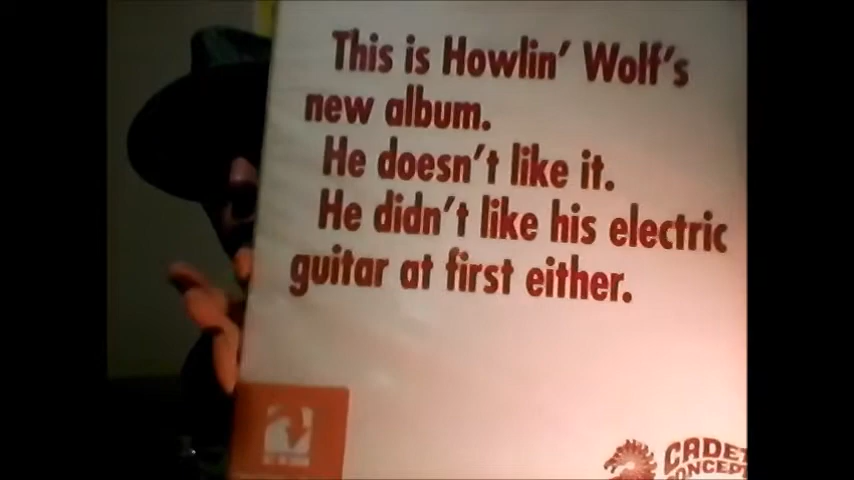 This is Howlin' Wolf's
new album.
He doesn't like it.
He didn't like his electric
guitar at first either.
CADET
CONCEPT